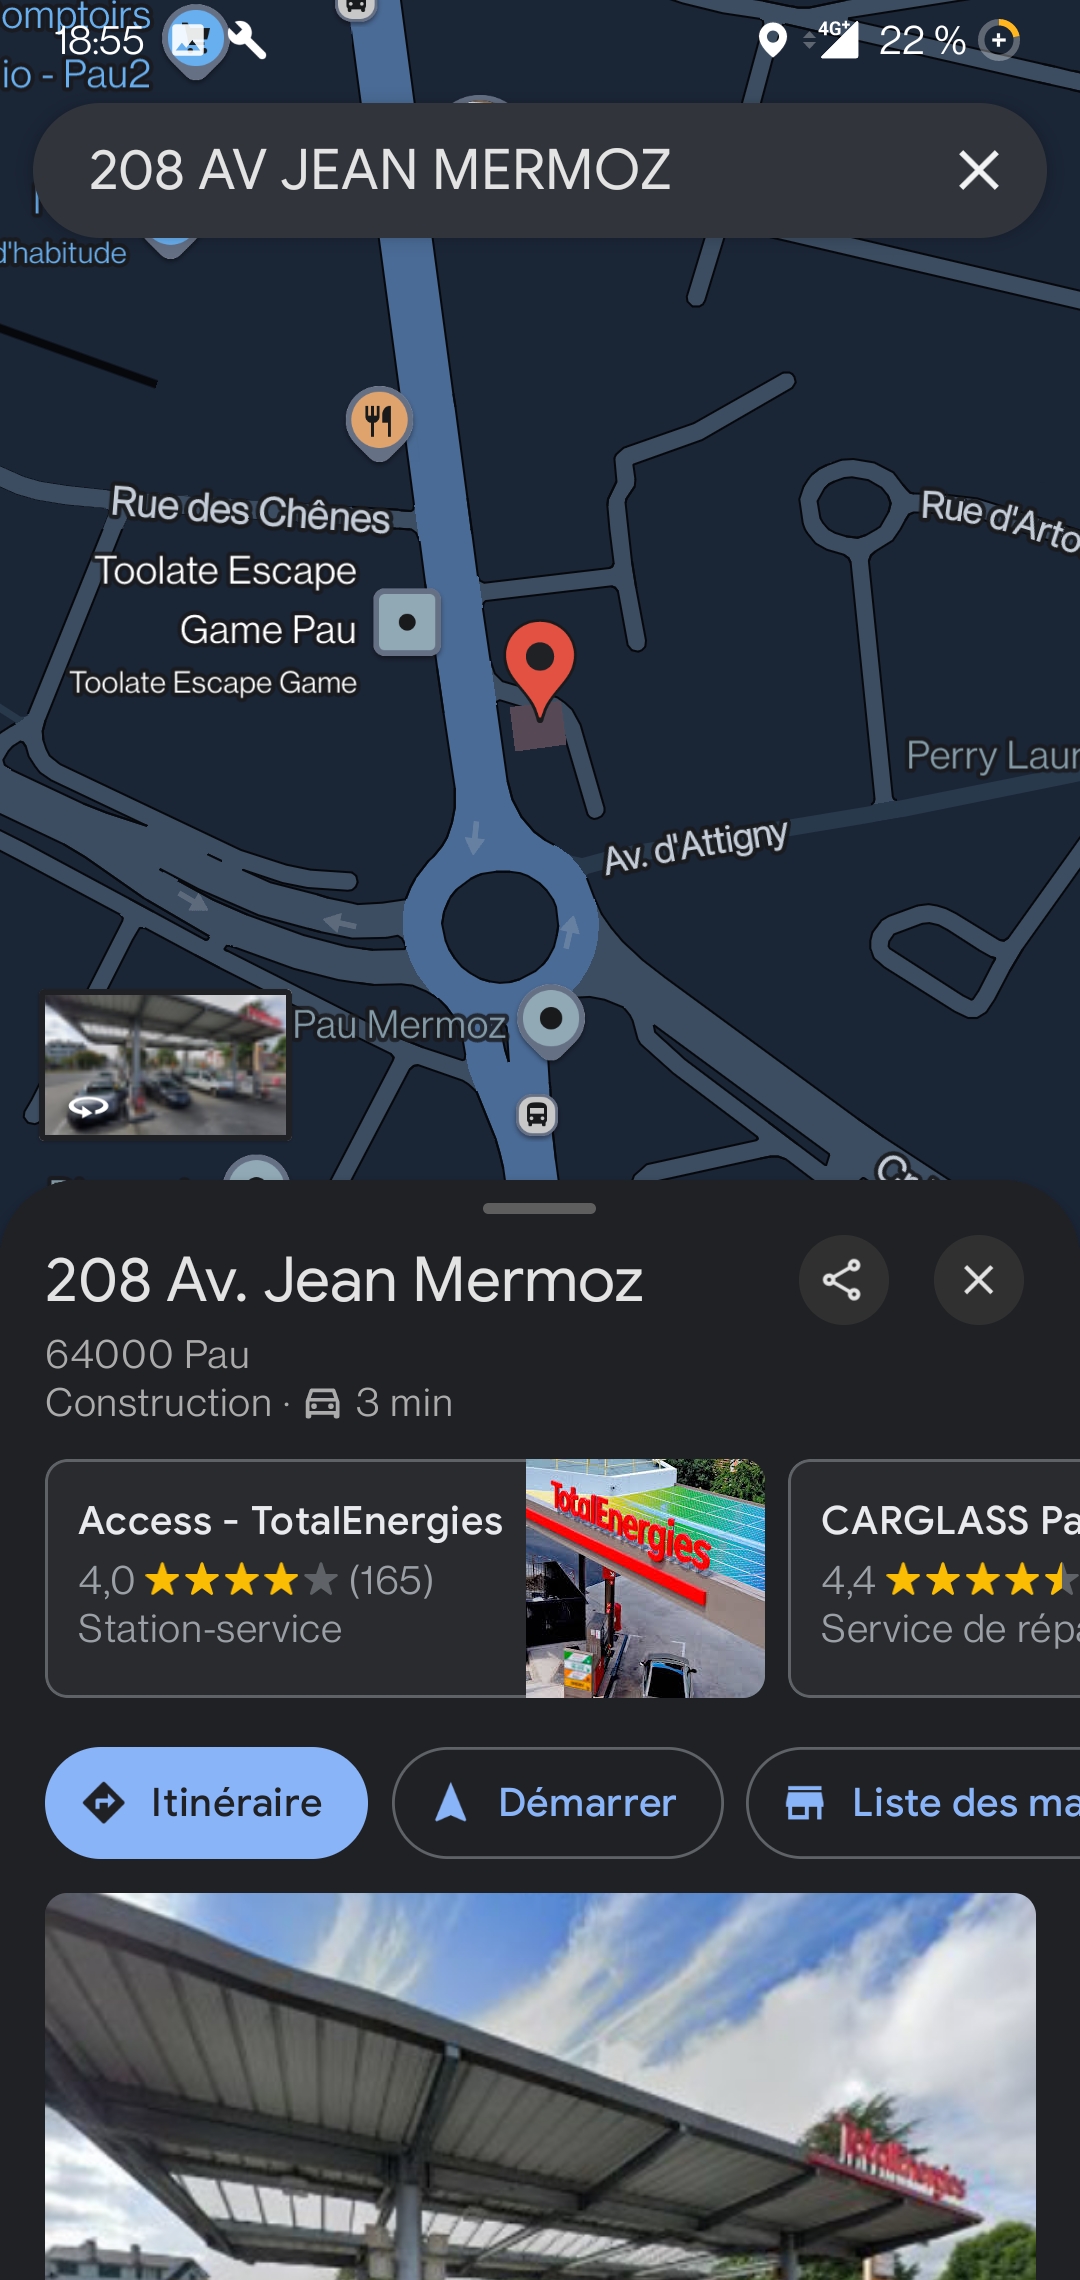 omptoirs
18:55
4G+
22 %
io - Pau2
208 AV JEAN MERMOZ
d'habitude
Rue des Chênes
Rue d'Arto
Toolate Escape
Game Pau
Toolate Escape Game
Perry Laur
Av. d'Attigny
Pau Mermoz
208 Av. Jean Mermoz
64000 Pau
Construction · 3 min
Access - TotalEnergies
4,0 (165)
Station-service
TotalEnergies
CARGLASS Pa
4,4
Service de répa
Itinéraire
Démarrer
Liste des ma
TotalEnergies